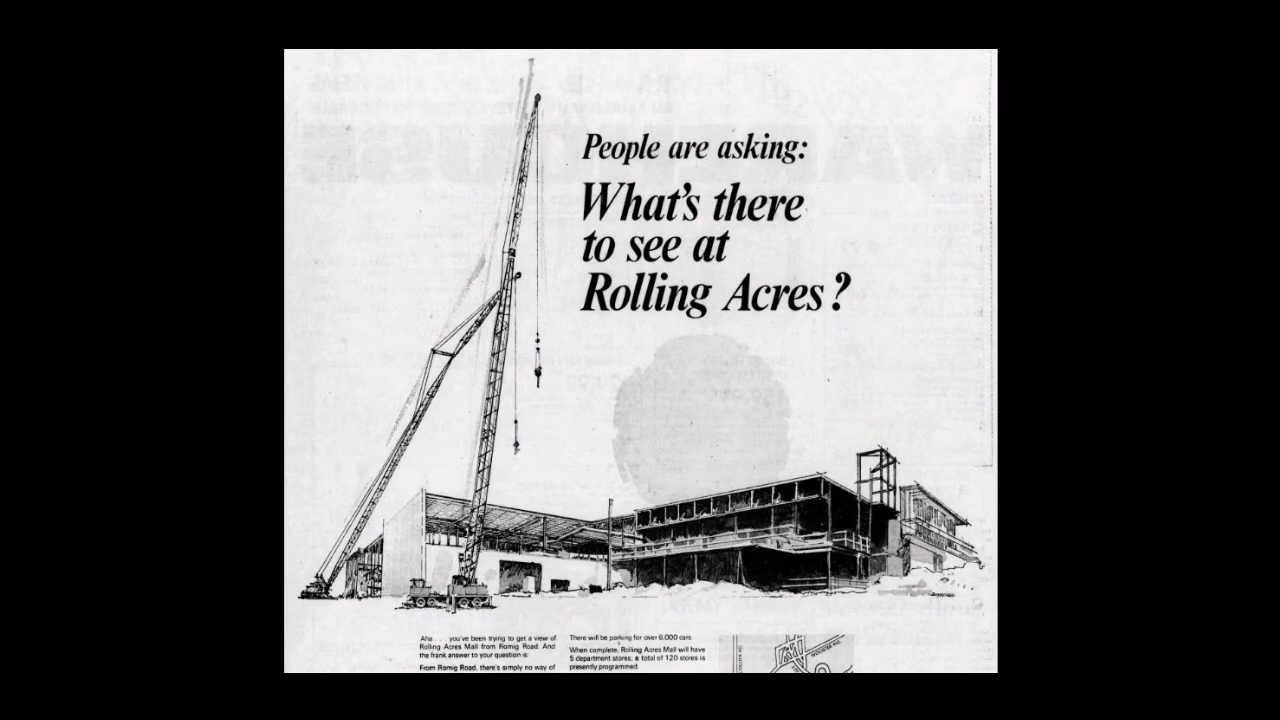 People are asking:
What's there
to see at
Rolling Acres?
Aha . . . you've been trying to get a view of
Rolling Acres Mall from Romig Road. And
the frank answer to your question is:
From Romig Road, there's simply no way of
There will be parking for over 6,000 cars.
When complete, Rolling Acres Mall will have
5 department stores, a total of 120 stores is
presently programmed.
WOOSTER AVE.